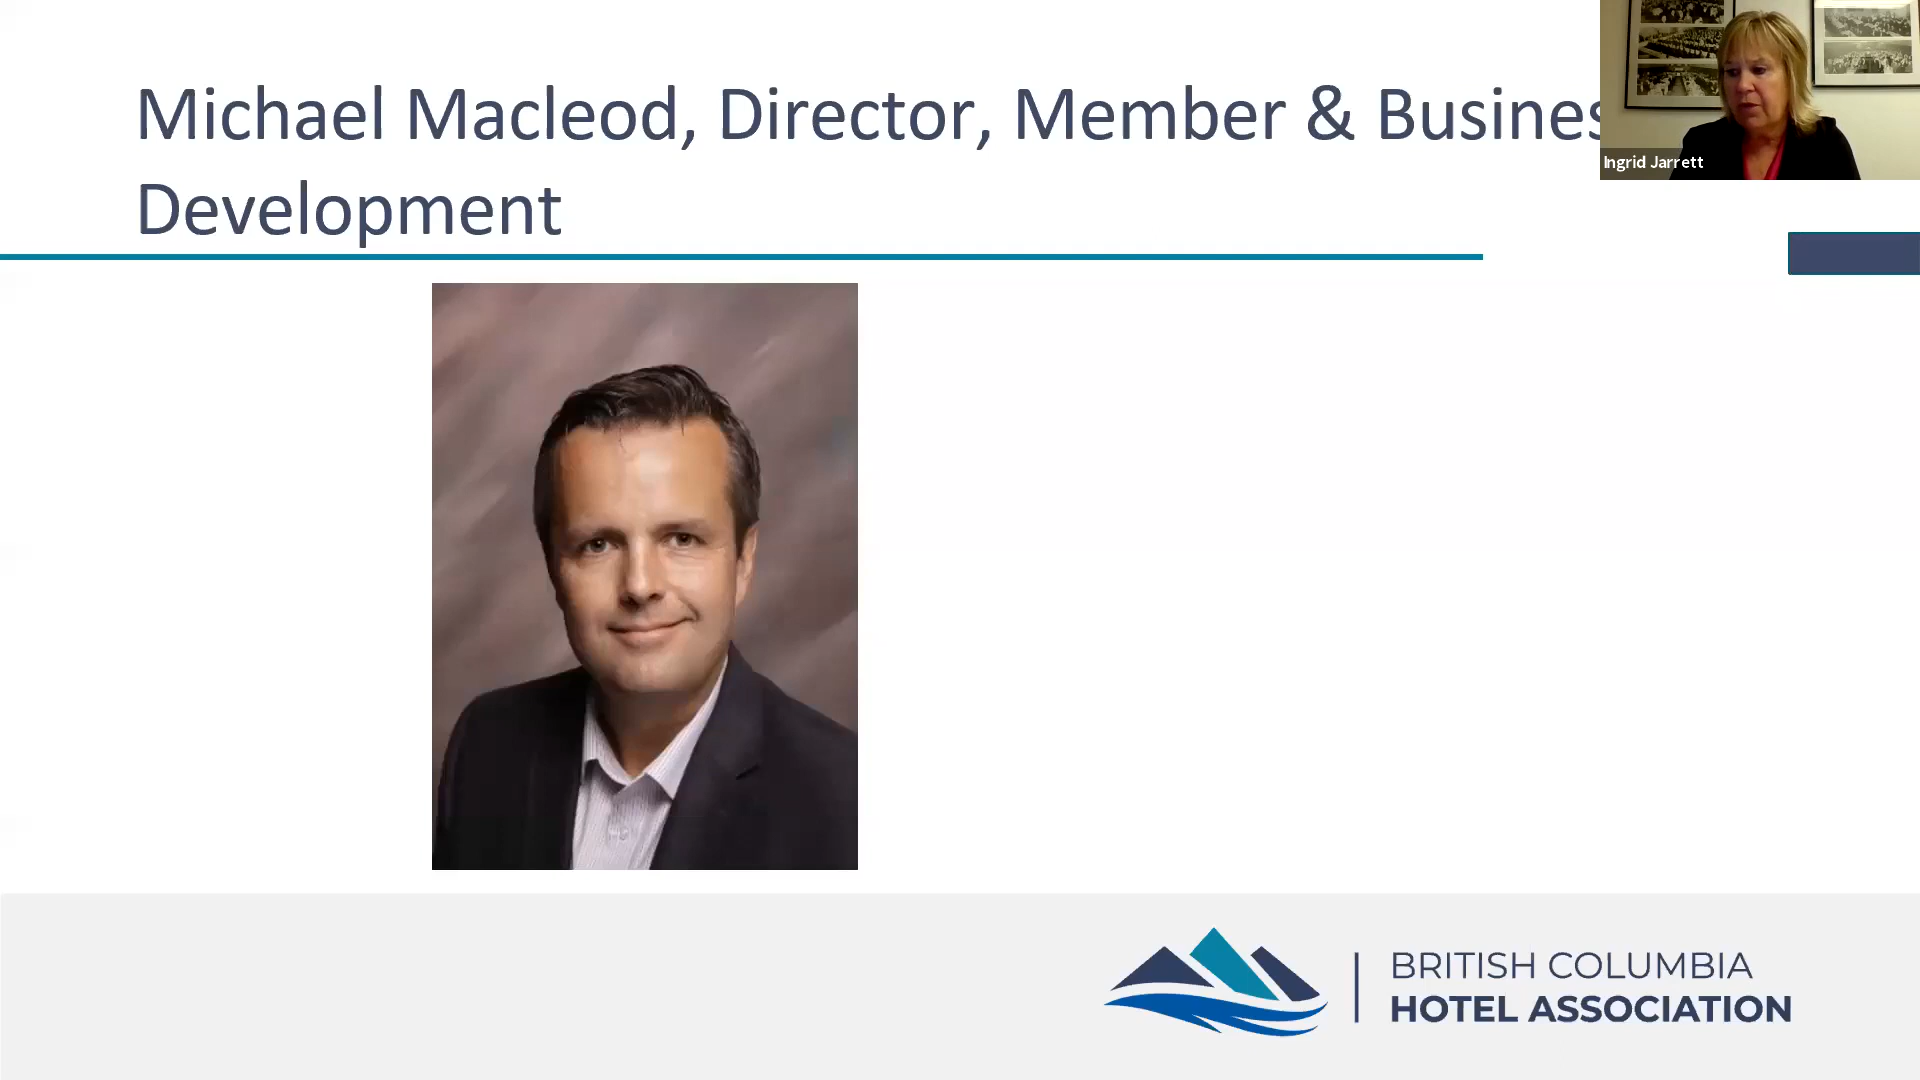 Michael Macleod, Director, Member & Busines
Development
Ingrid Jarrett
BRITISH COLUMBIA
HOTEL ASSOCIATION